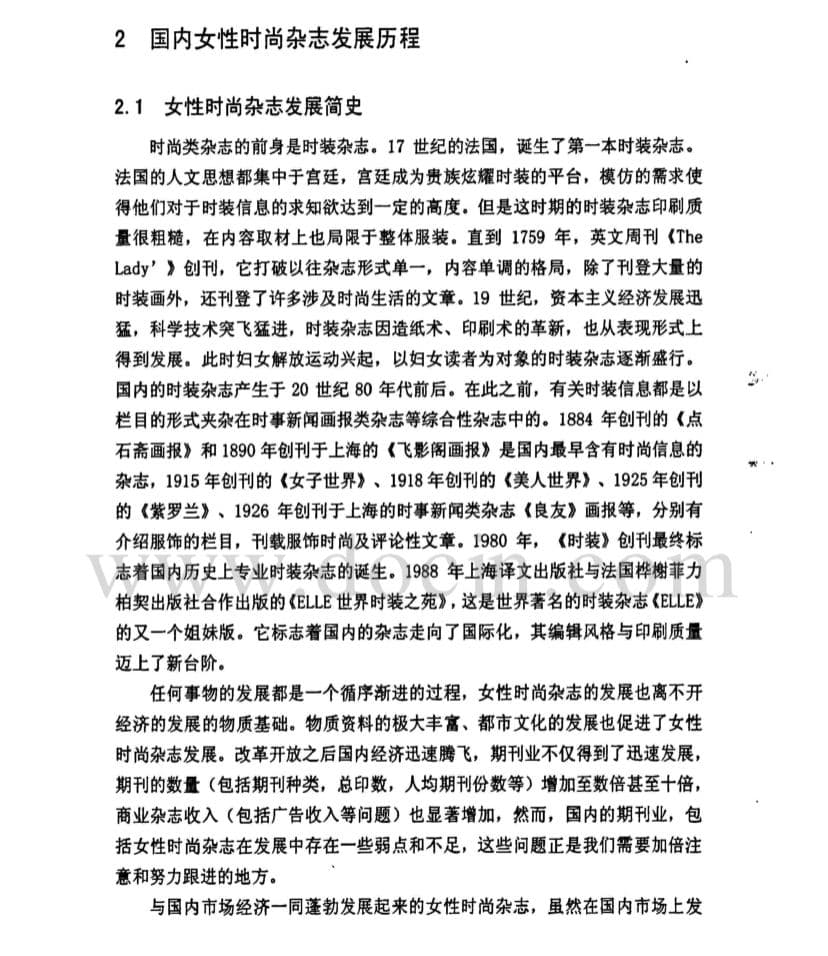 2 国内女性时尚杂志发展历程
2.1 女性时尚杂志发展简史
时尚类杂志的前身是时装杂志。17 世纪的法国，诞生了第一本时装杂志。
法国的人文思想都集中于宫廷，宫廷成为贵族炫耀时装的平台，模仿的需求使
得他们对于时装信息的求知欲达到一定的高度。但是这时期的时装杂志印刷质
量很粗糙，在内容取材上也局限于整体服装。直到 1759 年，英文周刊《The
Lady’》创刊，它打破以往杂志形式单一，内容单调的格局，除了刊登大量的
时装画外，还刊登了许多涉及时尚生活的文章。19 世纪，资本主义经济发展迅
猛，科学技术突飞猛进，时装杂志因造纸术、印刷术的革新，也从表现形式上
得到发展。此时妇女解放运动兴起，以妇女读者为对象的时装杂志逐渐盛行。
国内的时装杂志产生于 20 世纪 80 年代前后。在此之前，有关时装信息都是以
栏目的形式夹杂在时事新闻画报类杂志等综合性杂志中的。1884 年创刊的《点
石斋画报》和 1890 年创刊于上海的《飞影阁画报》是国内最早含有时尚信息的
杂志，1915 年创刊的《女子世界》、1918 年创刊的《美人世界》、1925 年创刊
的《紫罗兰》、1926 年创刊于上海的时事新闻类杂志《良友》画报等，分别有
介绍服饰的栏目，刊载服饰时尚及评论性文章。1980 年，《时装》创刊最终标
志着国内历史上专业时装杂志的诞生。1988 年上海译文出版社与法国桦榭菲力
柏契出版社合作出版的《ELLE 世界时装之苑》，这是世界著名的时装杂志《ELLE》
的又一个姐妹版。它标志着国内的杂志走向了国际化，其编辑风格与印刷质量
迈上了新台阶。
任何事物的发展都是一个循序渐进的过程，女性时尚杂志的发展也离不开
经济的发展的物质基础。物质资料的极大丰富、都市文化的发展也促进了女性
时尚杂志发展。改革开放之后国内经济迅速腾飞，期刊业不仅得到了迅速发展，
期刊的数量（包括期刊种类，总印数，人均期刊份数等）增加至数倍甚至十倍，
商业杂志收入（包括广告收入等问题）也显著增加，然而，国内的期刊业，包
括女性时尚杂志在发展中存在一些弱点和不足，这些问题正是我们需要加倍注
意和努力跟进的地方。
与国内市场经济一同蓬勃发展起来的女性时尚杂志，虽然在国内市场上发
www.docin.com